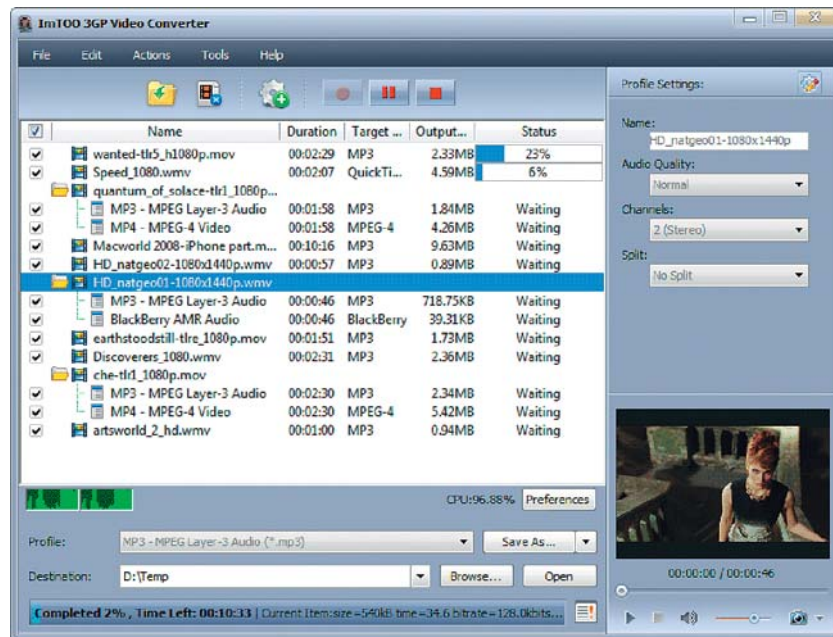 ImTOO 3GP Video Converter
File Edit Actions Tools Help
Profile Settings:
Name Duration Target ... Output... Status
Name:
HD_natgeo01-1080x1440p
wanted-tlr5_h1080p.mov 00:02:29 MP3 2.33MB 23%
Audio Quality:
Speed_1080.wmv 00:02:07 QuickTi... 4.59MB 6%
Normal
quantum_of_solace-tlr1_1080p...
MP3 - MPEG Layer-3 Audio 00:01:58 MP3 1.84MB Waiting
Channels:
MP4 - MPEG-4 Video 00:01:58 MPEG-4 4.26MB Waiting
2 (Stereo)
Macworld 2008-iPhone part.m... 00:10:16 MP3 9.63MB Waiting
Split:
HD_natgeo02-1080x1440p.wmv 00:00:57 MP3 0.89MB Waiting
No Split
HD_natgeo01-1080x1440p.wmv
MP3 - MPEG Layer-3 Audio 00:00:46 MP3 718.75KB Waiting
BlackBerry AMR Audio 00:00:46 BlackBerry 39.31KB Waiting
earthstoodstill-tlre_1080p.mov 00:01:51 MP3 1.73MB Waiting
Discoverers_1080.wmv 00:02:31 MP3 2.36MB Waiting
che-tlr1_1080p.mov
MP3 - MPEG Layer-3 Audio 00:02:30 MP3 2.34MB Waiting
MP4 - MPEG-4 Video 00:02:30 MPEG-4 5.42MB Waiting
artsworld_2_hd.wmv 00:01:00 MP3 0.94MB Waiting
CPU:96.88% Preferences
Profile: MP3 - MPEG Layer-3 Audio (*.mp3) Save As...
Destination: D:\Temp Browse... Open
00:00:00 / 00:00:46
Completed 2% , Time Left: 00:10:33 | Current Item:size=540kB time=34.6 bitrate=128.0kbits...